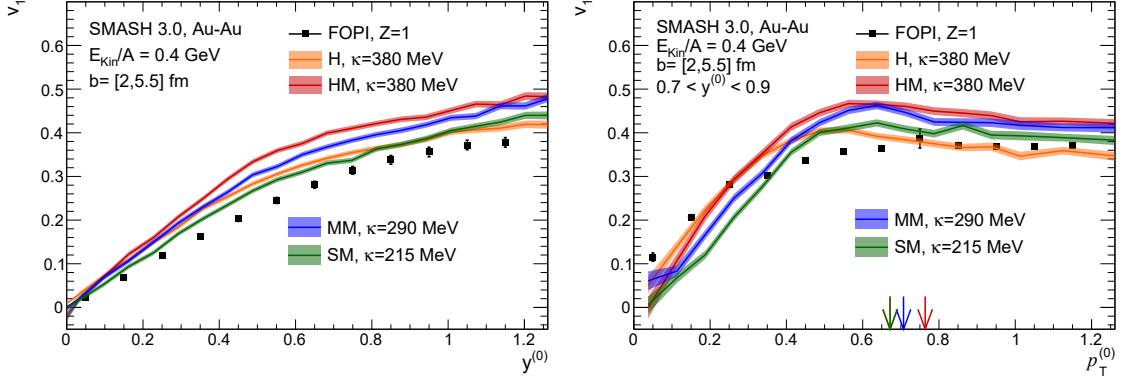 v₁
SMASH 3.0, Au-Au
E_Kin/A = 0.4 GeV
b= [2,5.5] fm
FOPI, Z=1
H, κ=380 MeV
HM, κ=380 MeV
MM, κ=290 MeV
SM, κ=215 MeV
0.6
0.5
0.4
0.3
0.2
0.1
0
0 0.2 0.4 0.6 0.8 1 1.2
y⁽⁰⁾
v₁
SMASH 3.0, Au-Au
E_Kin/A = 0.4 GeV
b= [2,5.5] fm
0.7 < y⁽⁰⁾ < 0.9
FOPI, Z=1
H, κ=380 MeV
HM, κ=380 MeV
MM, κ=290 MeV
SM, κ=215 MeV
0.6
0.5
0.4
0.3
0.2
0.1
0
0 0.2 0.4 0.6 0.8 1 1.2
p_T⁽⁰⁾